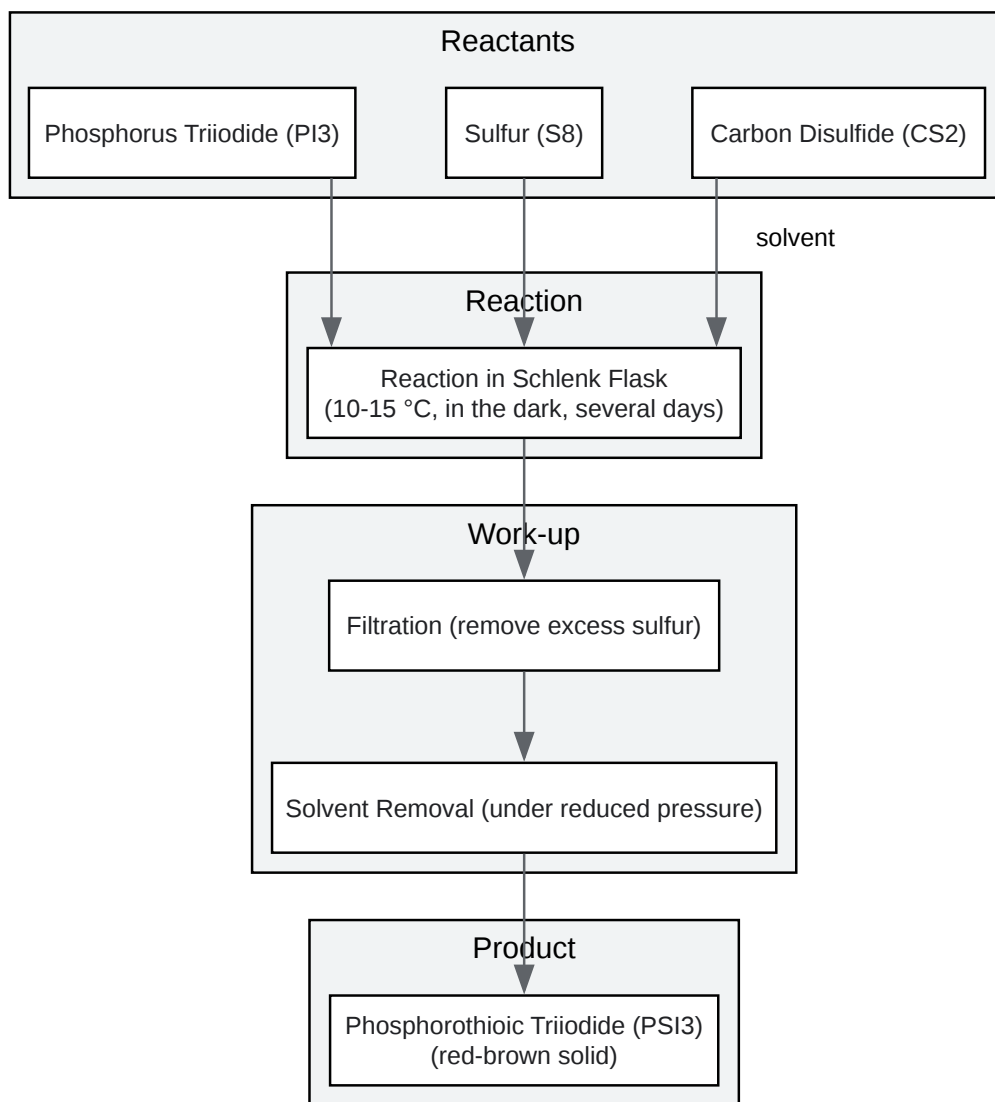 Reactants
Phosphorus Triiodide (PI3)
Sulfur (S8)
Carbon Disulfide (CS2)
solvent
Reaction
Reaction in Schlenk Flask
(10-15 °C, in the dark, several days)
Work-up
Filtration (remove excess sulfur)
Solvent Removal (under reduced pressure)
Product
Phosphorothioic Triiodide (PSI3)
(red-brown solid)